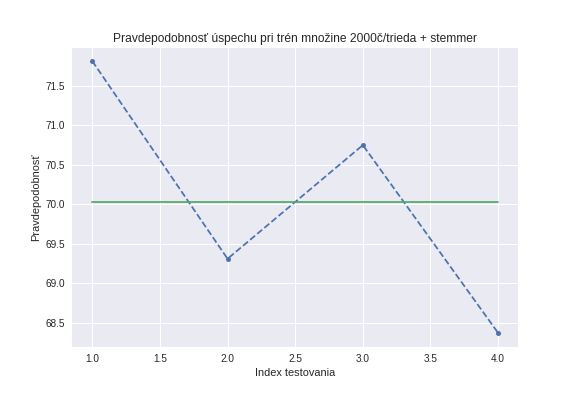 Pravdepodobnosť úspechu pri trén množine 2000č/trieda + stemmer
71.5
71.0
70.5
70.0
69.5
69.0
68.5
Pravdepodobnosť
1.0 1.5 2.0 2.5 3.0 3.5 4.0
Index testovania